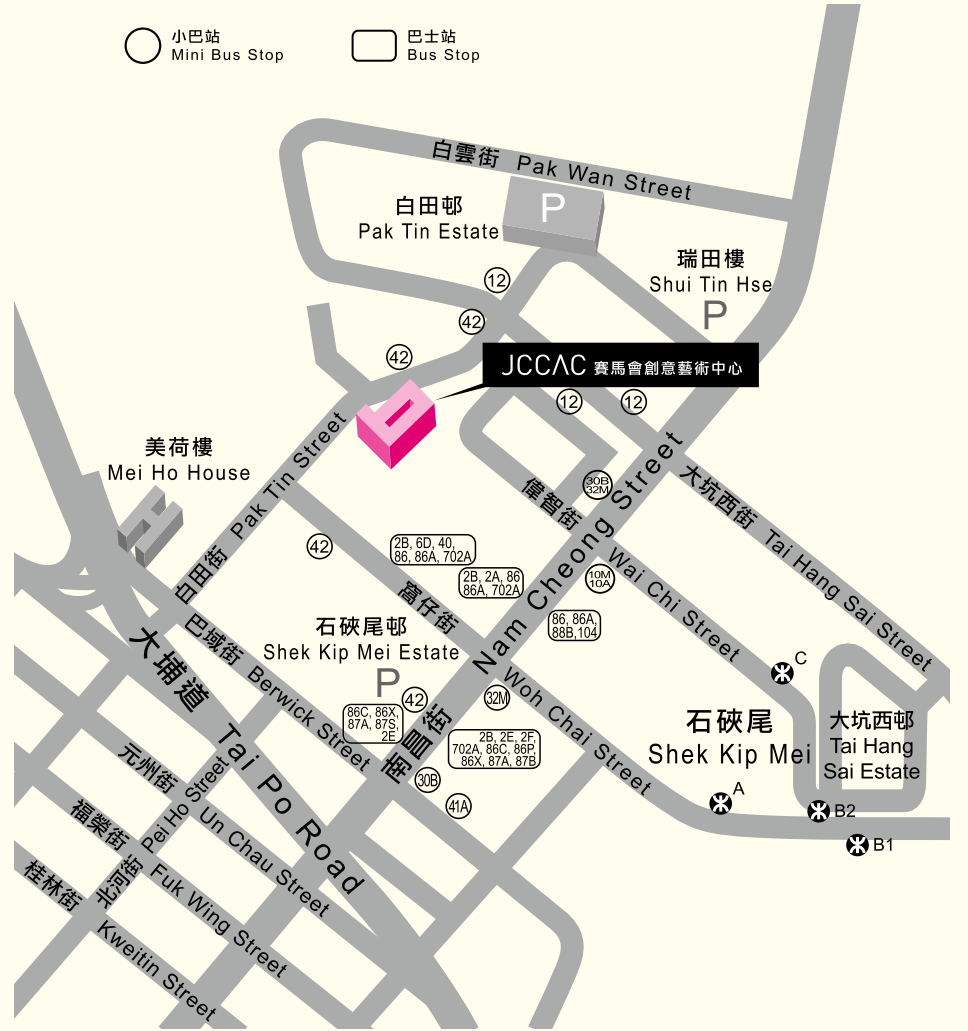 小巴站
Mini Bus Stop
巴士站
Bus Stop
白雲街 Pak Wan Street
白田邨
Pak Tin Estate
P
瑞田樓
Shui Tin Hse
P
12
42
42
JCCAC 賽馬會創意藝術中心
12
12
美荷樓
Mei Ho House
白田街 Pak Tin Street
30B
32M
偉智街 Wai Chi Street
大坑西街 Tai Hang Sai Street
42
2B, 6D, 40,
86, 86A, 702A
2B, 2A, 86
86A, 702A
10M
10A
86, 86A,
88B,104
窩仔街 Woh Chai Street
南昌街 Nam Cheong Street
石硤尾邨
Shek Kip Mei Estate
P
42
32M
86C, 86X,
87A, 87S,
2E
2B, 2E, 2F,
702A, 86C, 86P,
86X, 87A, 87B
30B
41A
巴域街 Berwick Street
大埔道 Tai Po Road
C
石硤尾
Shek Kip Mei
大坑西邨
Tai Hang
Sai Estate
A
B2
B1
元州街 Un Chau Street
北河街 Pei Ho Street
福榮街 Fuk Wing Street
桂林街 Kweitin Street